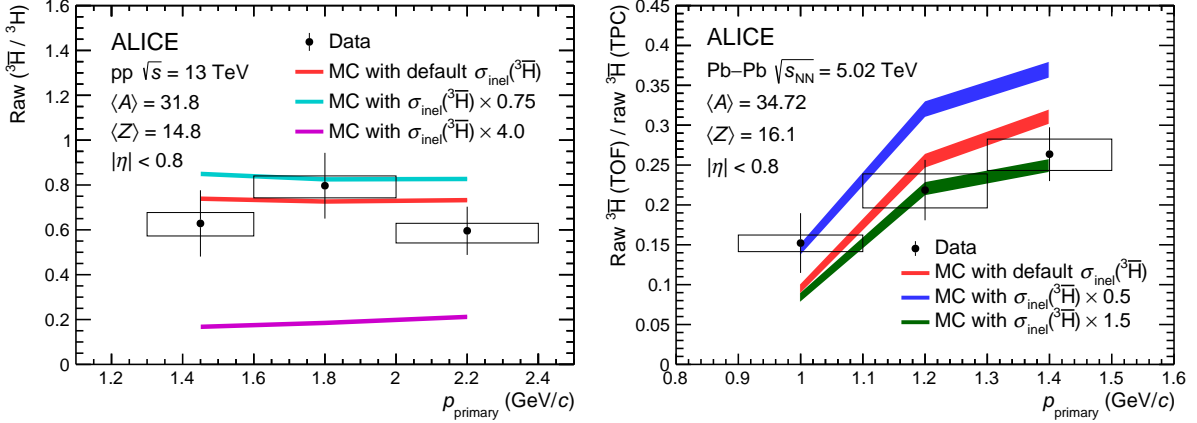 Raw (³H̅ / ³H)
1.6
1.4
1.2
1
0.8
0.6
0.4
0.2
0
ALICE
pp √s = 13 TeV
⟨A⟩ = 31.8
⟨Z⟩ = 14.8
|η| < 0.8
Data
MC with default σinel(³H̅)
MC with σinel(³H̅) × 0.75
MC with σinel(³H̅) × 4.0
1.2 1.4 1.6 1.8 2 2.2 2.4
pprimary (GeV/c)
Raw ³H̅ (TOF) / raw ³H̅ (TPC)
0.45
0.4
0.35
0.3
0.25
0.2
0.15
0.1
0.05
0
ALICE
Pb–Pb √sNN = 5.02 TeV
⟨A⟩ = 34.72
⟨Z⟩ = 16.1
|η| < 0.8
Data
MC with default σinel(³H̅)
MC with σinel(³H̅) × 0.5
MC with σinel(³H̅) × 1.5
0.8 0.9 1 1.1 1.2 1.3 1.4 1.5 1.6
pprimary (GeV/c)